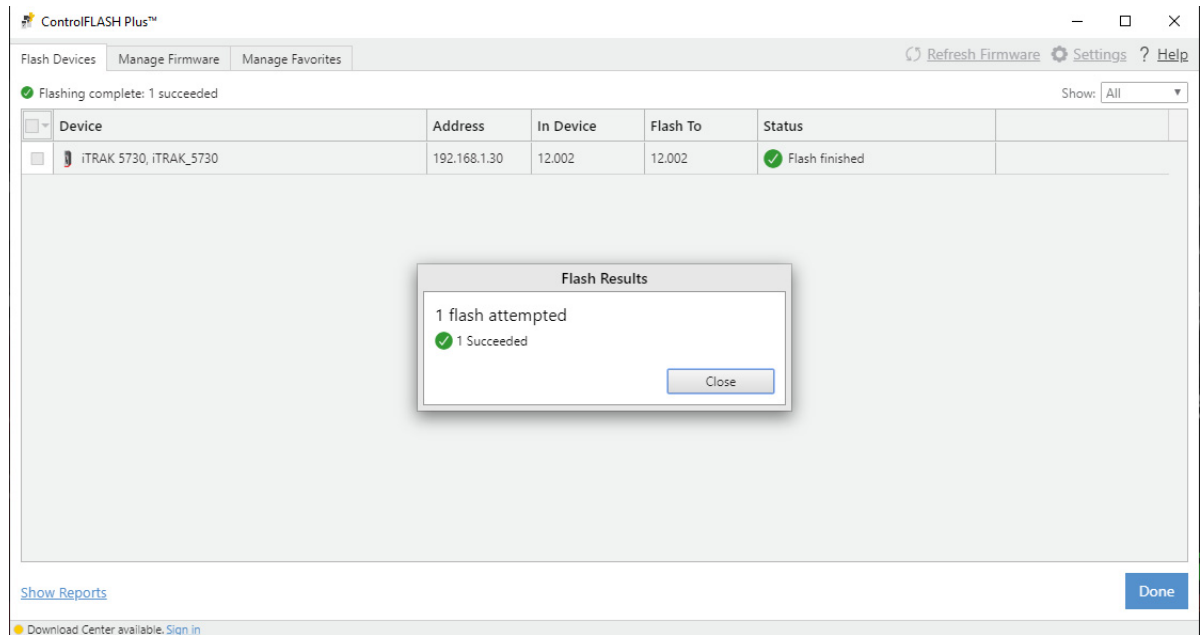 ControlFLASH Plus™
Flash Devices Manage Firmware Manage Favorites Refresh Firmware Settings ? Help
Flashing complete: 1 succeeded Show: All
Device Address In Device Flash To Status
iTRAK 5730, iTRAK_5730 192.168.1.30 12.002 12.002 Flash finished
Flash Results
1 flash attempted
1 Succeeded
Close
Show Reports Done
Download Center available. Sign in